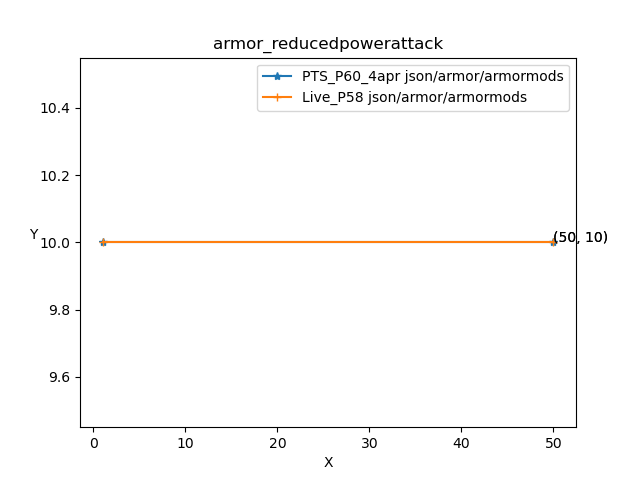 armor_reducedpowerattack
PTS_P60_4apr json/armor/armormods
Live_P58 json/armor/armormods
10.4
10.2
Y
10.0
(50, 10)
9.8
9.6
0
10
20
30
40
50
X